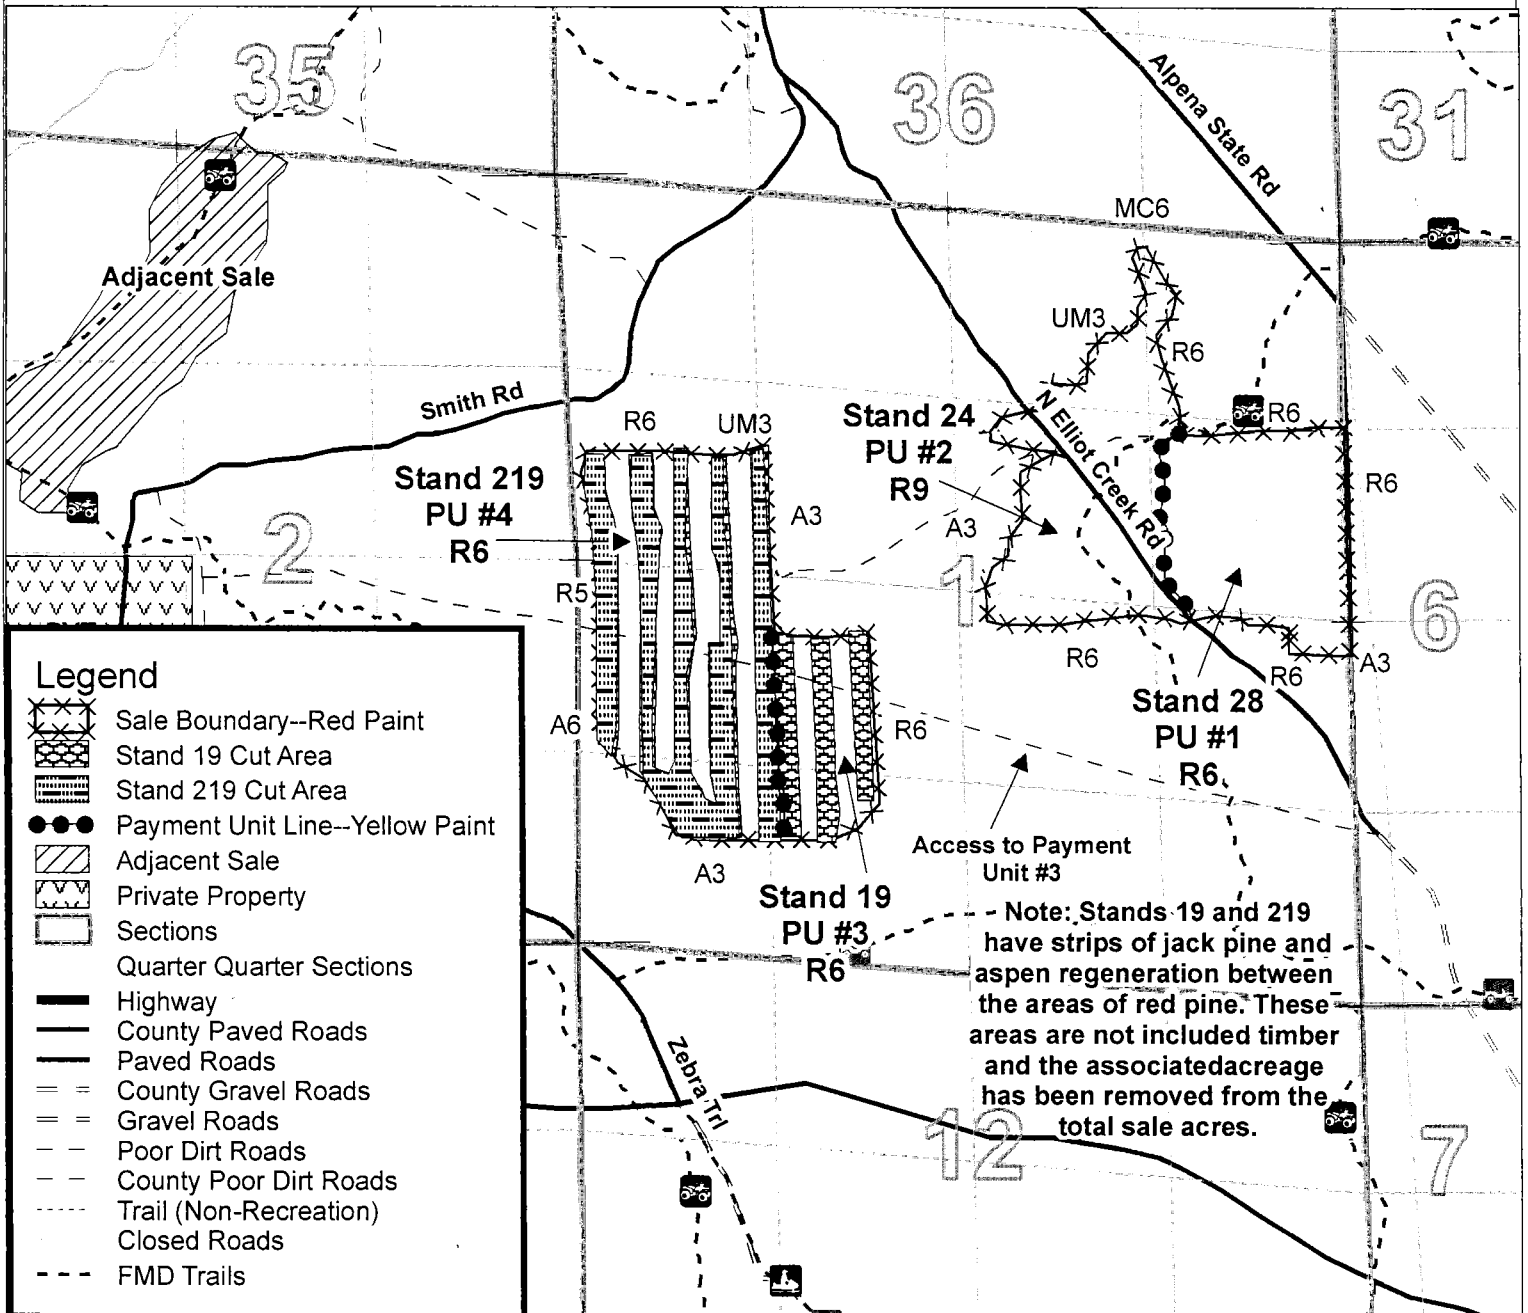 35
36
31
Alpena State Rd
MC6
Adjacent Sale
UM3
R6
Smith Rd
R6
UM3
Stand 24
PU #2
R9
N Elliot Creek Rd
R6
Stand 219
PU #4
R6
A3
A3
R6
2
1
6
R5
R6
R6
A3
A6
R6
Stand 28
PU #1
R6
Access to Payment
Unit #3
A3
Stand 19
PU #3
R6
Note: Stands 19 and 219
have strips of jack pine and
aspen regeneration between
the areas of red pine. These
areas are not included timber
and the associatedacreage
has been removed from the
total sale acres.
Zebra Trl
12
7
Legend
Sale Boundary--Red Paint
Stand 19 Cut Area
Stand 219 Cut Area
Payment Unit Line--Yellow Paint
Adjacent Sale
Private Property
Sections
Quarter Quarter Sections
Highway
County Paved Roads
Paved Roads
County Gravel Roads
Gravel Roads
Poor Dirt Roads
County Poor Dirt Roads
Trail (Non-Recreation)
Closed Roads
FMD Trails